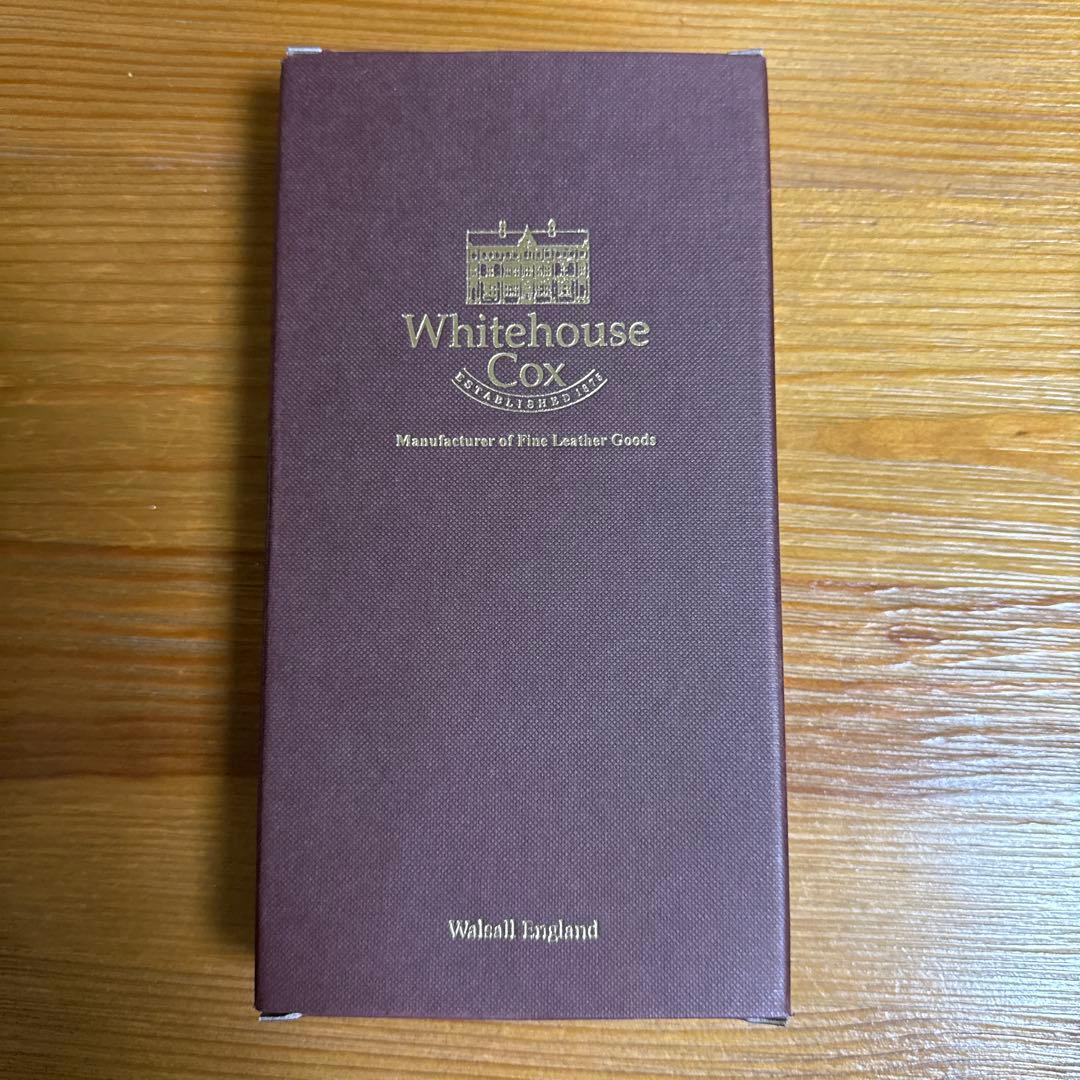 Whitehouse
Cox
ESTABLISHED 1875
Manufacturer of Fine Leather Goods
Walsall England